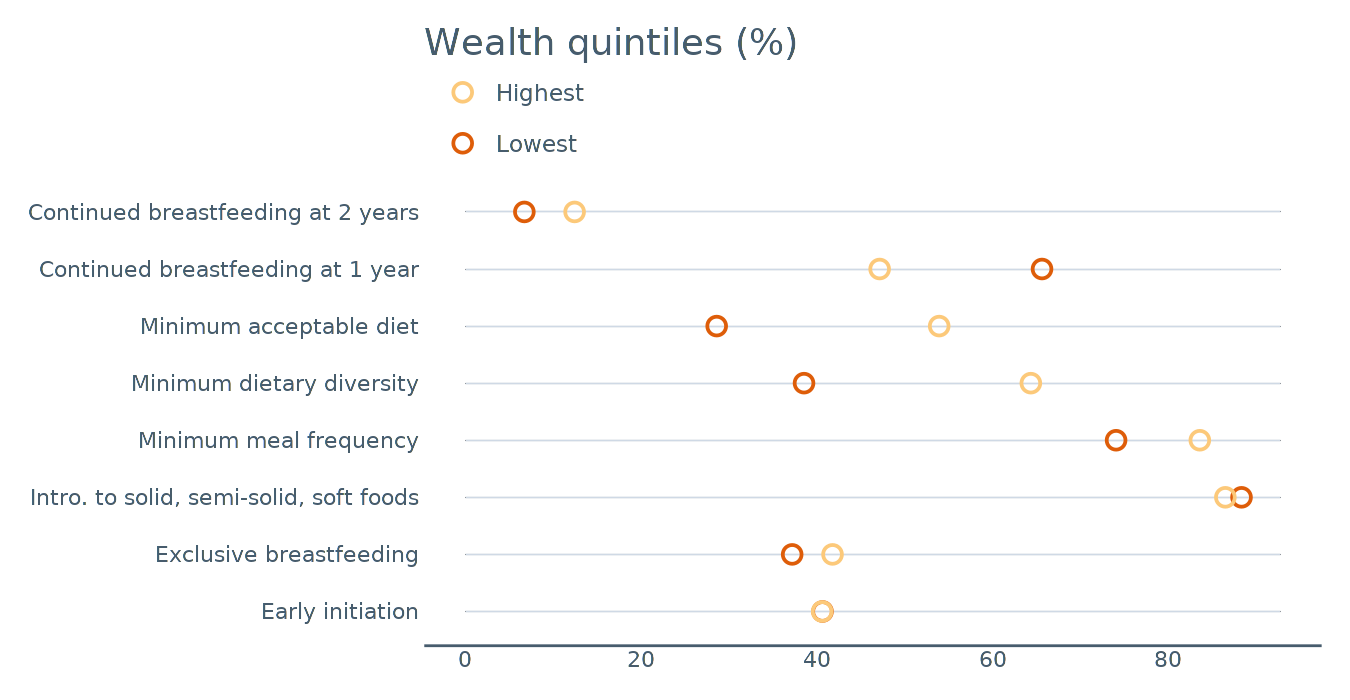 Wealth quintiles (%)
Highest
Lowest
Continued breastfeeding at 2 years
Continued breastfeeding at 1 year
Minimum acceptable diet
Minimum dietary diversity
Minimum meal frequency
Intro. to solid, semi-solid, soft foods
Exclusive breastfeeding
Early initiation
0 20 40 60 80